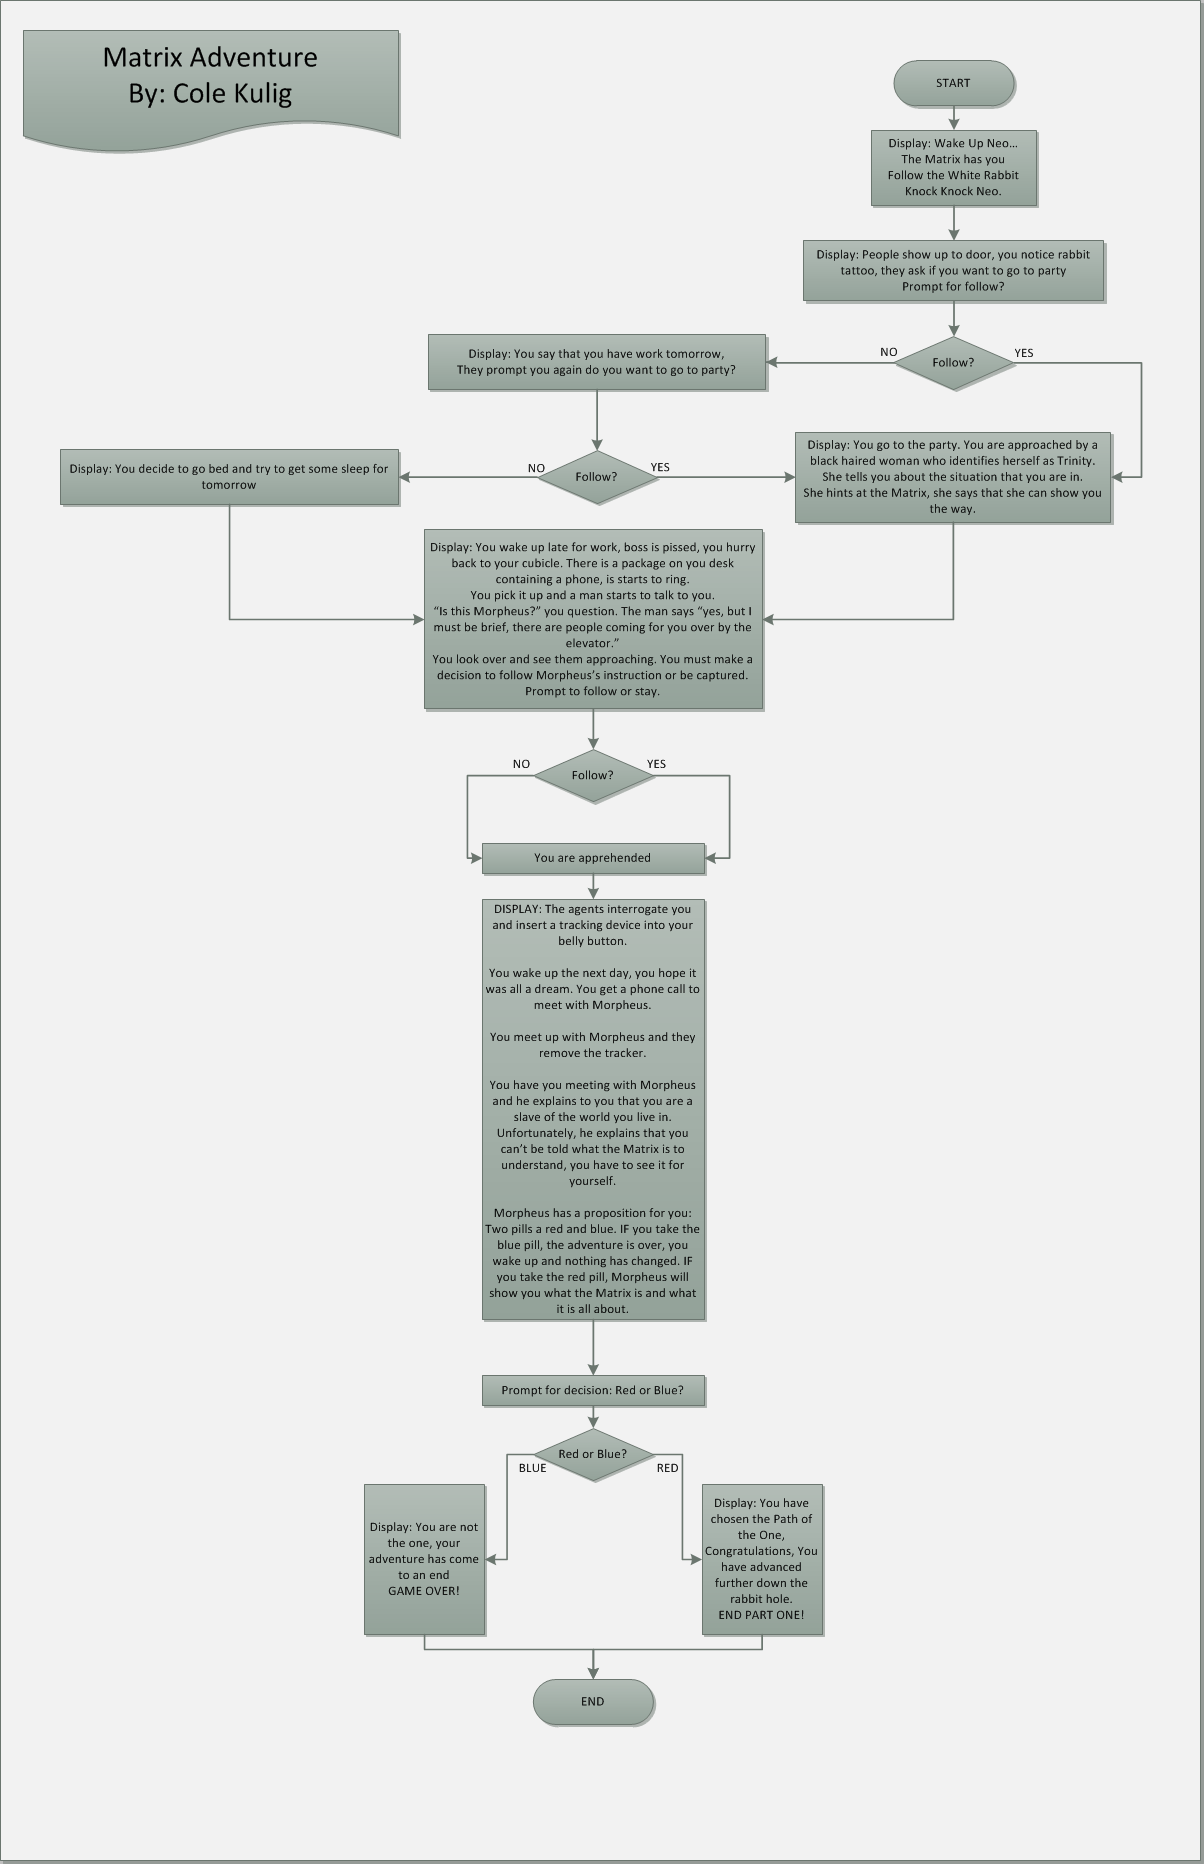 Matrix Adventure
By: Cole Kulig
START
Display: Wake Up Neo...
The Matrix has you
Follow the White Rabbit
Knock Knock Neo.
Display: People show up to door, you notice rabbit
tattoo, they ask if you want to go to party
Prompt for follow?
NO
Follow?
YES
Display: You say that you have work tomorrow,
They prompt you again do you want to go to party?
NO
Follow?
YES
Display: You go to the party. You are approached by a
black haired woman who identifies herself as Trinity.
She tells you about the situation that you are in.
She hints at the Matrix, she says that she can show you
the way.
Display: You decide to go bed and try to get some sleep for
tomorrow
Display: You wake up late for work, boss is pissed, you hurry
back to your cubicle. There is a package on you desk
containing a phone, is starts to ring.
You pick it up and a man starts to talk to you.
“Is this Morpheus?” you question. The man says “yes, but I
must be brief, there are people coming for you over by the
elevator.”
You look over and see them approaching. You must make a
decision to follow Morpheus’s instruction or be captured.
Prompt to follow or stay.
NO
Follow?
YES
You are apprehended
DISPLAY: The agents interrogate you
and insert a tracking device into your
belly button.
You wake up the next day, you hope it
was all a dream. You get a phone call to
meet with Morpheus.
You meet up with Morpheus and they
remove the tracker.
You have you meeting with Morpheus
and he explains to you that you are a
slave of the world you live in.
Unfortunately, he explains that you
can’t be told what the Matrix is to
understand, you have to see it for
yourself.
Morpheus has a proposition for you:
Two pills a red and blue. IF you take the
blue pill, the adventure is over, you
wake up and nothing has changed. IF
you take the red pill, Morpheus will
show you what the Matrix is and what
it is all about.
Prompt for decision: Red or Blue?
Red or Blue?
BLUE
RED
Display: You are not
the one, your
adventure has come
to an end
GAME OVER!
Display: You have
chosen the Path of
the One,
Congratulations, You
have advanced
further down the
rabbit hole.
END PART ONE!
END